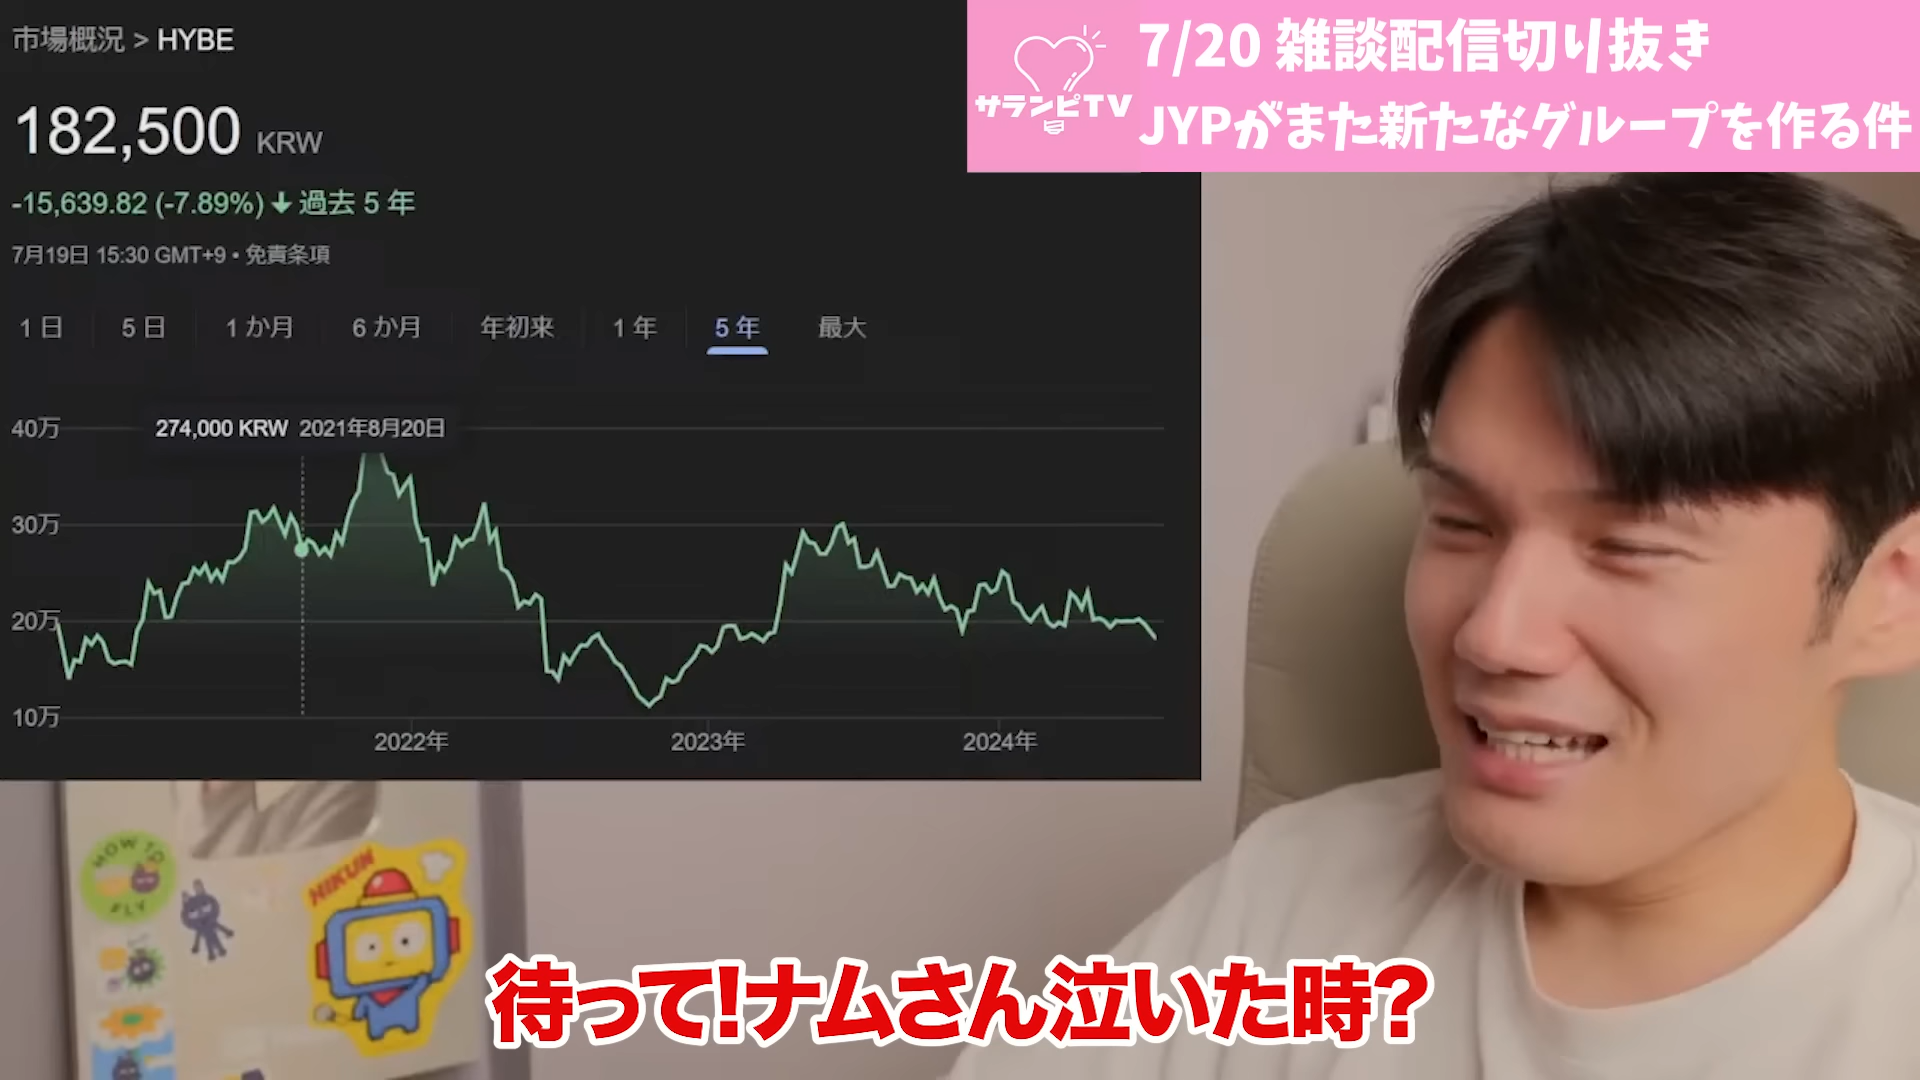 市場概況 > HYBE
182,500 KRW
-15,639.82 (-7.89%) ↓ 過去 5 年
7月19日 15:30 GMT+9 • 免責条項
1 日 5 日 1 か月 6 か月 年初来 1 年 5 年 最大
274,000 KRW 2021年8月20日
40万
30万
20万
10万
2022年 2023年 2024年
サランピTV
7/20 雑談配信切り抜き
JYPがまた新たなグループを作る件
HOW TO
FLY
HIKUN
待って!ナムさん泣いた時?